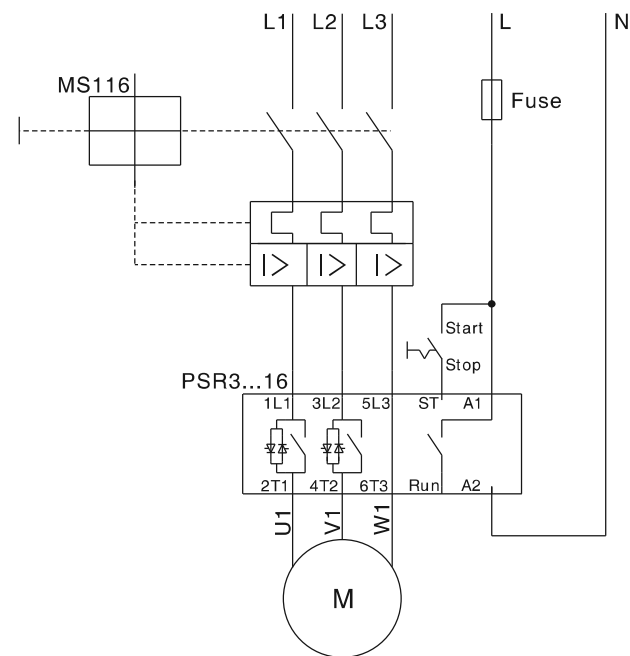 L1 L2 L3 L N
MS116
Fuse
I> I> I>
Start
Stop
PSR3...16
1L1 3L2 5L3 ST A1
2T1 4T2 6T3 Run A2
U1 V1 W1
M